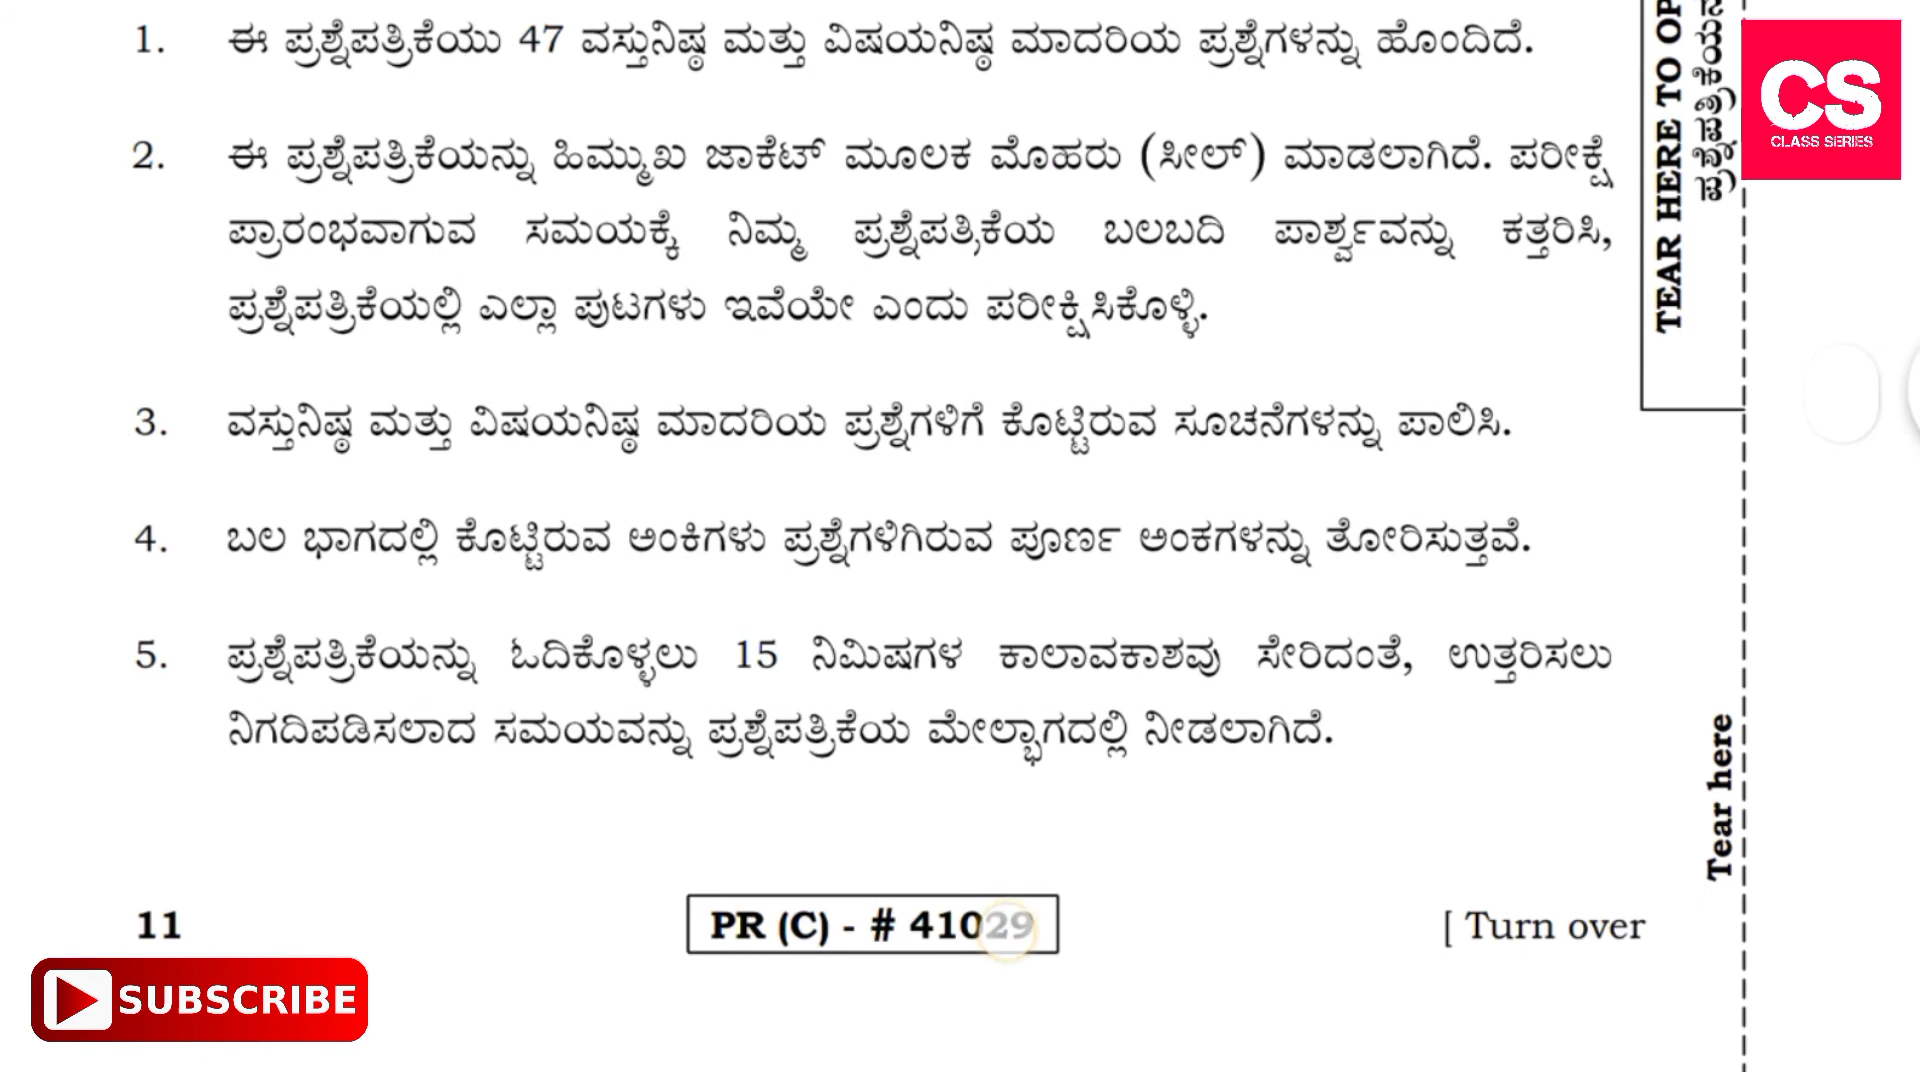 1. ಈ ಪ್ರಶ್ನೆಪತ್ರಿಕೆಯು 47 ವಸ್ತುನಿಷ್ಠ ಮತ್ತು ವಿಷಯನಿಷ್ಠ ಮಾದರಿಯ ಪ್ರಶ್ನೆಗಳನ್ನು ಹೊಂದಿದೆ.
2. ಈ ಪ್ರಶ್ನೆಪತ್ರಿಕೆಯನ್ನು ಹಿಮ್ಮುಖ ಜಾಕೆಟ್ ಮೂಲಕ ಮೊಹರು (ಸೀಲ್) ಮಾಡಲಾಗಿದೆ. ಪರೀಕ್ಷೆ
ಪ್ರಾರಂಭವಾಗುವ ಸಮಯಕ್ಕೆ ನಿಮ್ಮ ಪ್ರಶ್ನೆಪತ್ರಿಕೆಯ ಬಲಬದಿ ಪಾರ್ಶ್ವವನ್ನು ಕತ್ತರಿಸಿ,
ಪ್ರಶ್ನೆಪತ್ರಿಕೆಯಲ್ಲಿ ಎಲ್ಲಾ ಪುಟಗಳು ಇವೆಯೇ ಎಂದು ಪರೀಕ್ಷಿಸಿಕೊಳ್ಳಿ.
3. ವಸ್ತುನಿಷ್ಠ ಮತ್ತು ವಿಷಯನಿಷ್ಠ ಮಾದರಿಯ ಪ್ರಶ್ನೆಗಳಿಗೆ ಕೊಟ್ಟಿರುವ ಸೂಚನೆಗಳನ್ನು ಪಾಲಿಸಿ.
4. ಬಲ ಭಾಗದಲ್ಲಿ ಕೊಟ್ಟಿರುವ ಅಂಕಿಗಳು ಪ್ರಶ್ನೆಗಳಿಗಿರುವ ಪೂರ್ಣ ಅಂಕಗಳನ್ನು ತೋರಿಸುತ್ತವೆ.
5. ಪ್ರಶ್ನೆಪತ್ರಿಕೆಯನ್ನು ಓದಿಕೊಳ್ಳಲು 15 ನಿಮಿಷಗಳ ಕಾಲಾವಕಾಶವು ಸೇರಿದಂತೆ, ಉತ್ತರಿಸಲು
ನಿಗದಿಪಡಿಸಲಾದ ಸಮಯವನ್ನು ಪ್ರಶ್ನೆಪತ್ರಿಕೆಯ ಮೇಲ್ಭಾಗದಲ್ಲಿ ನೀಡಲಾಗಿದೆ.
11
PR (C) - # 41029
[ Turn over
TEAR HERE TO OP
Tear here
CS
CLASS SERIES
SUBSCRIBE